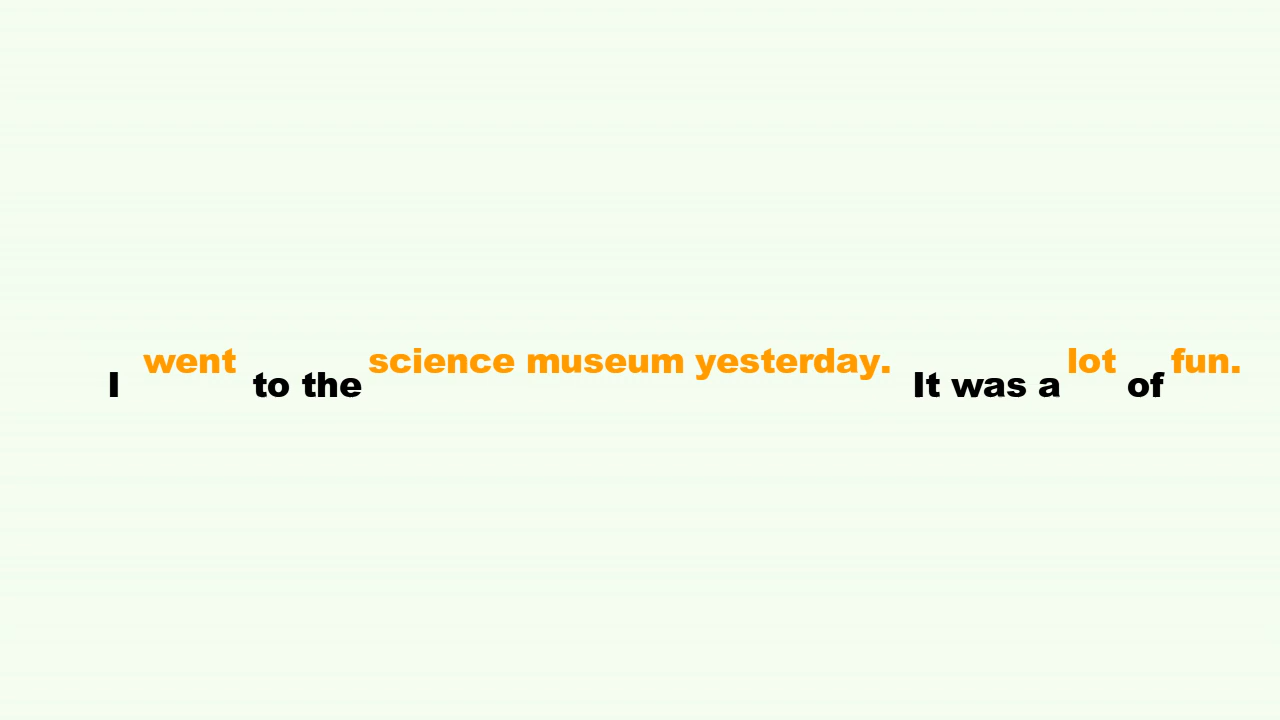 I went to the science museum yesterday. It was a lot of fun.